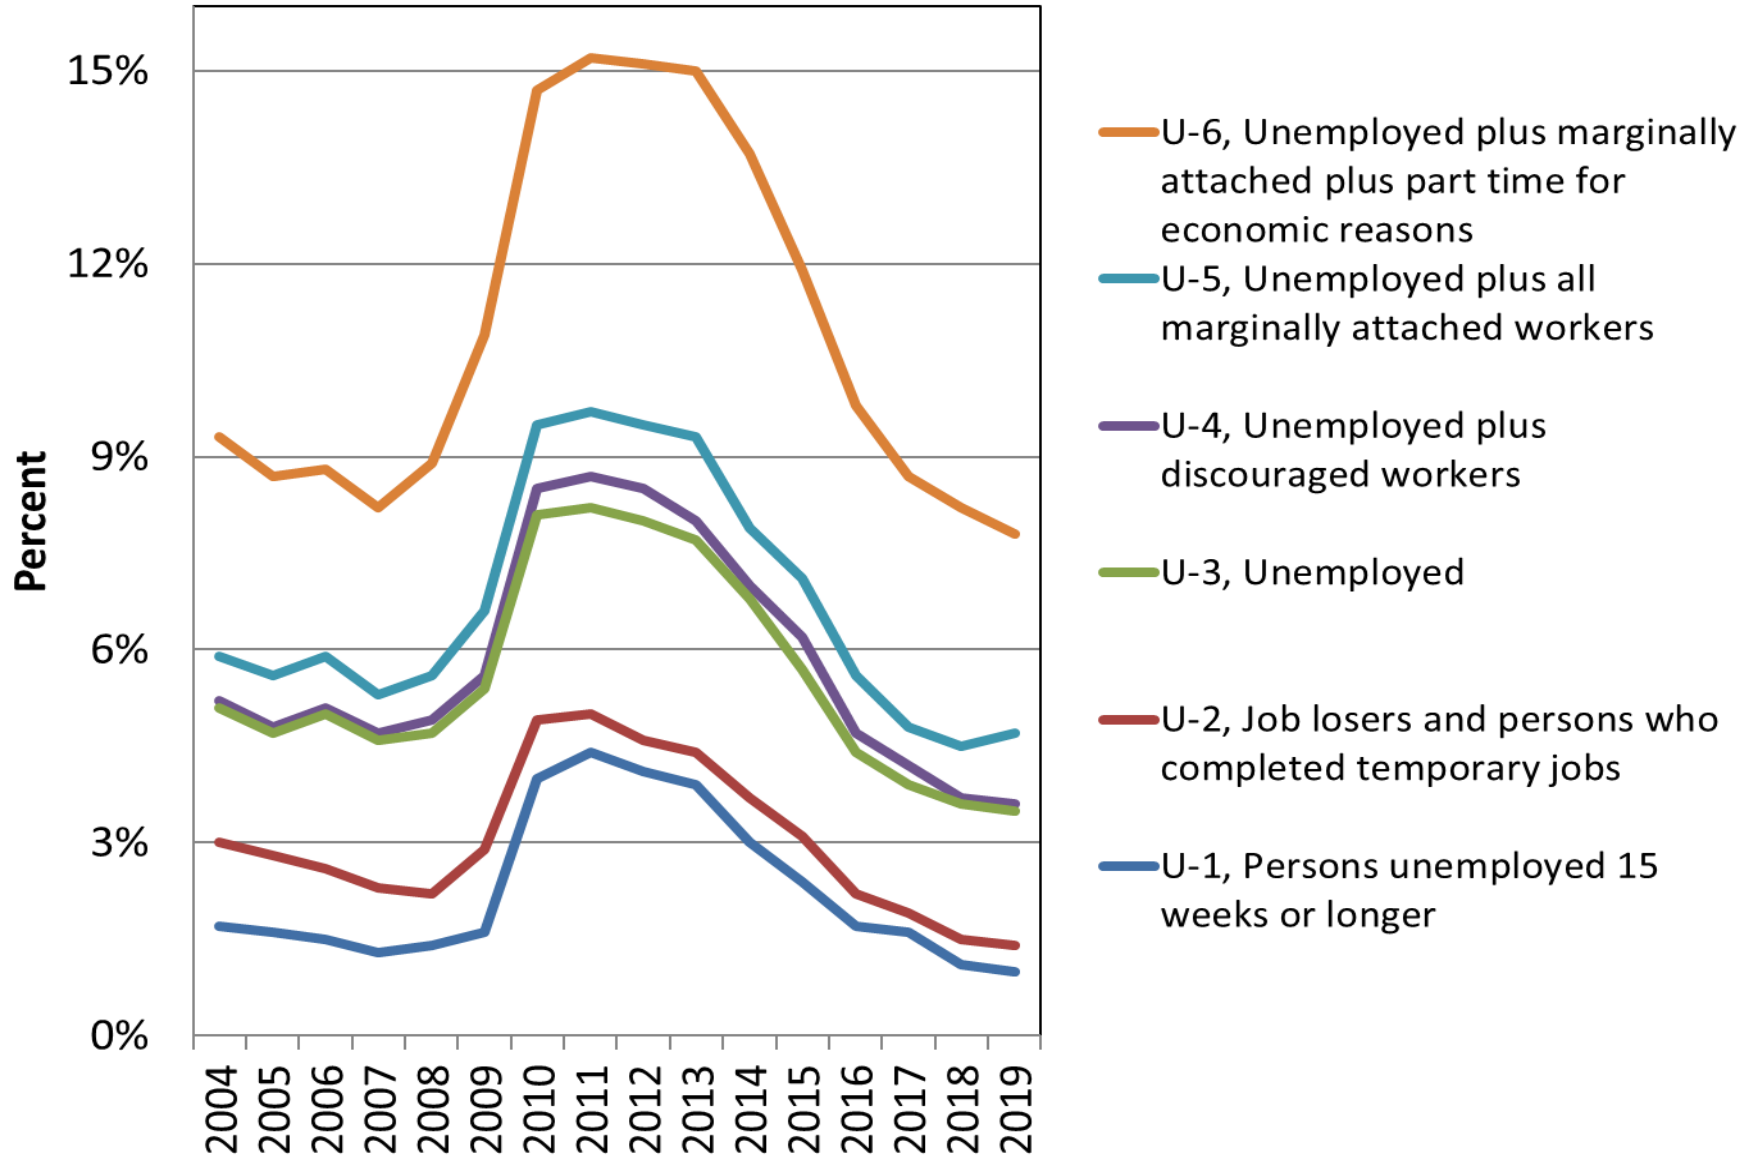 15%
12%
9%
6%
3%
0%
Percent
2004
2005
2006
2007
2008
2009
2010
2011
2012
2013
2014
2015
2016
2017
2018
2019
U-6, Unemployed plus marginally
attached plus part time for
economic reasons
U-5, Unemployed plus all
marginally attached workers
U-4, Unemployed plus
discouraged workers
U-3, Unemployed
U-2, Job losers and persons who
completed temporary jobs
U-1, Persons unemployed 15
weeks or longer